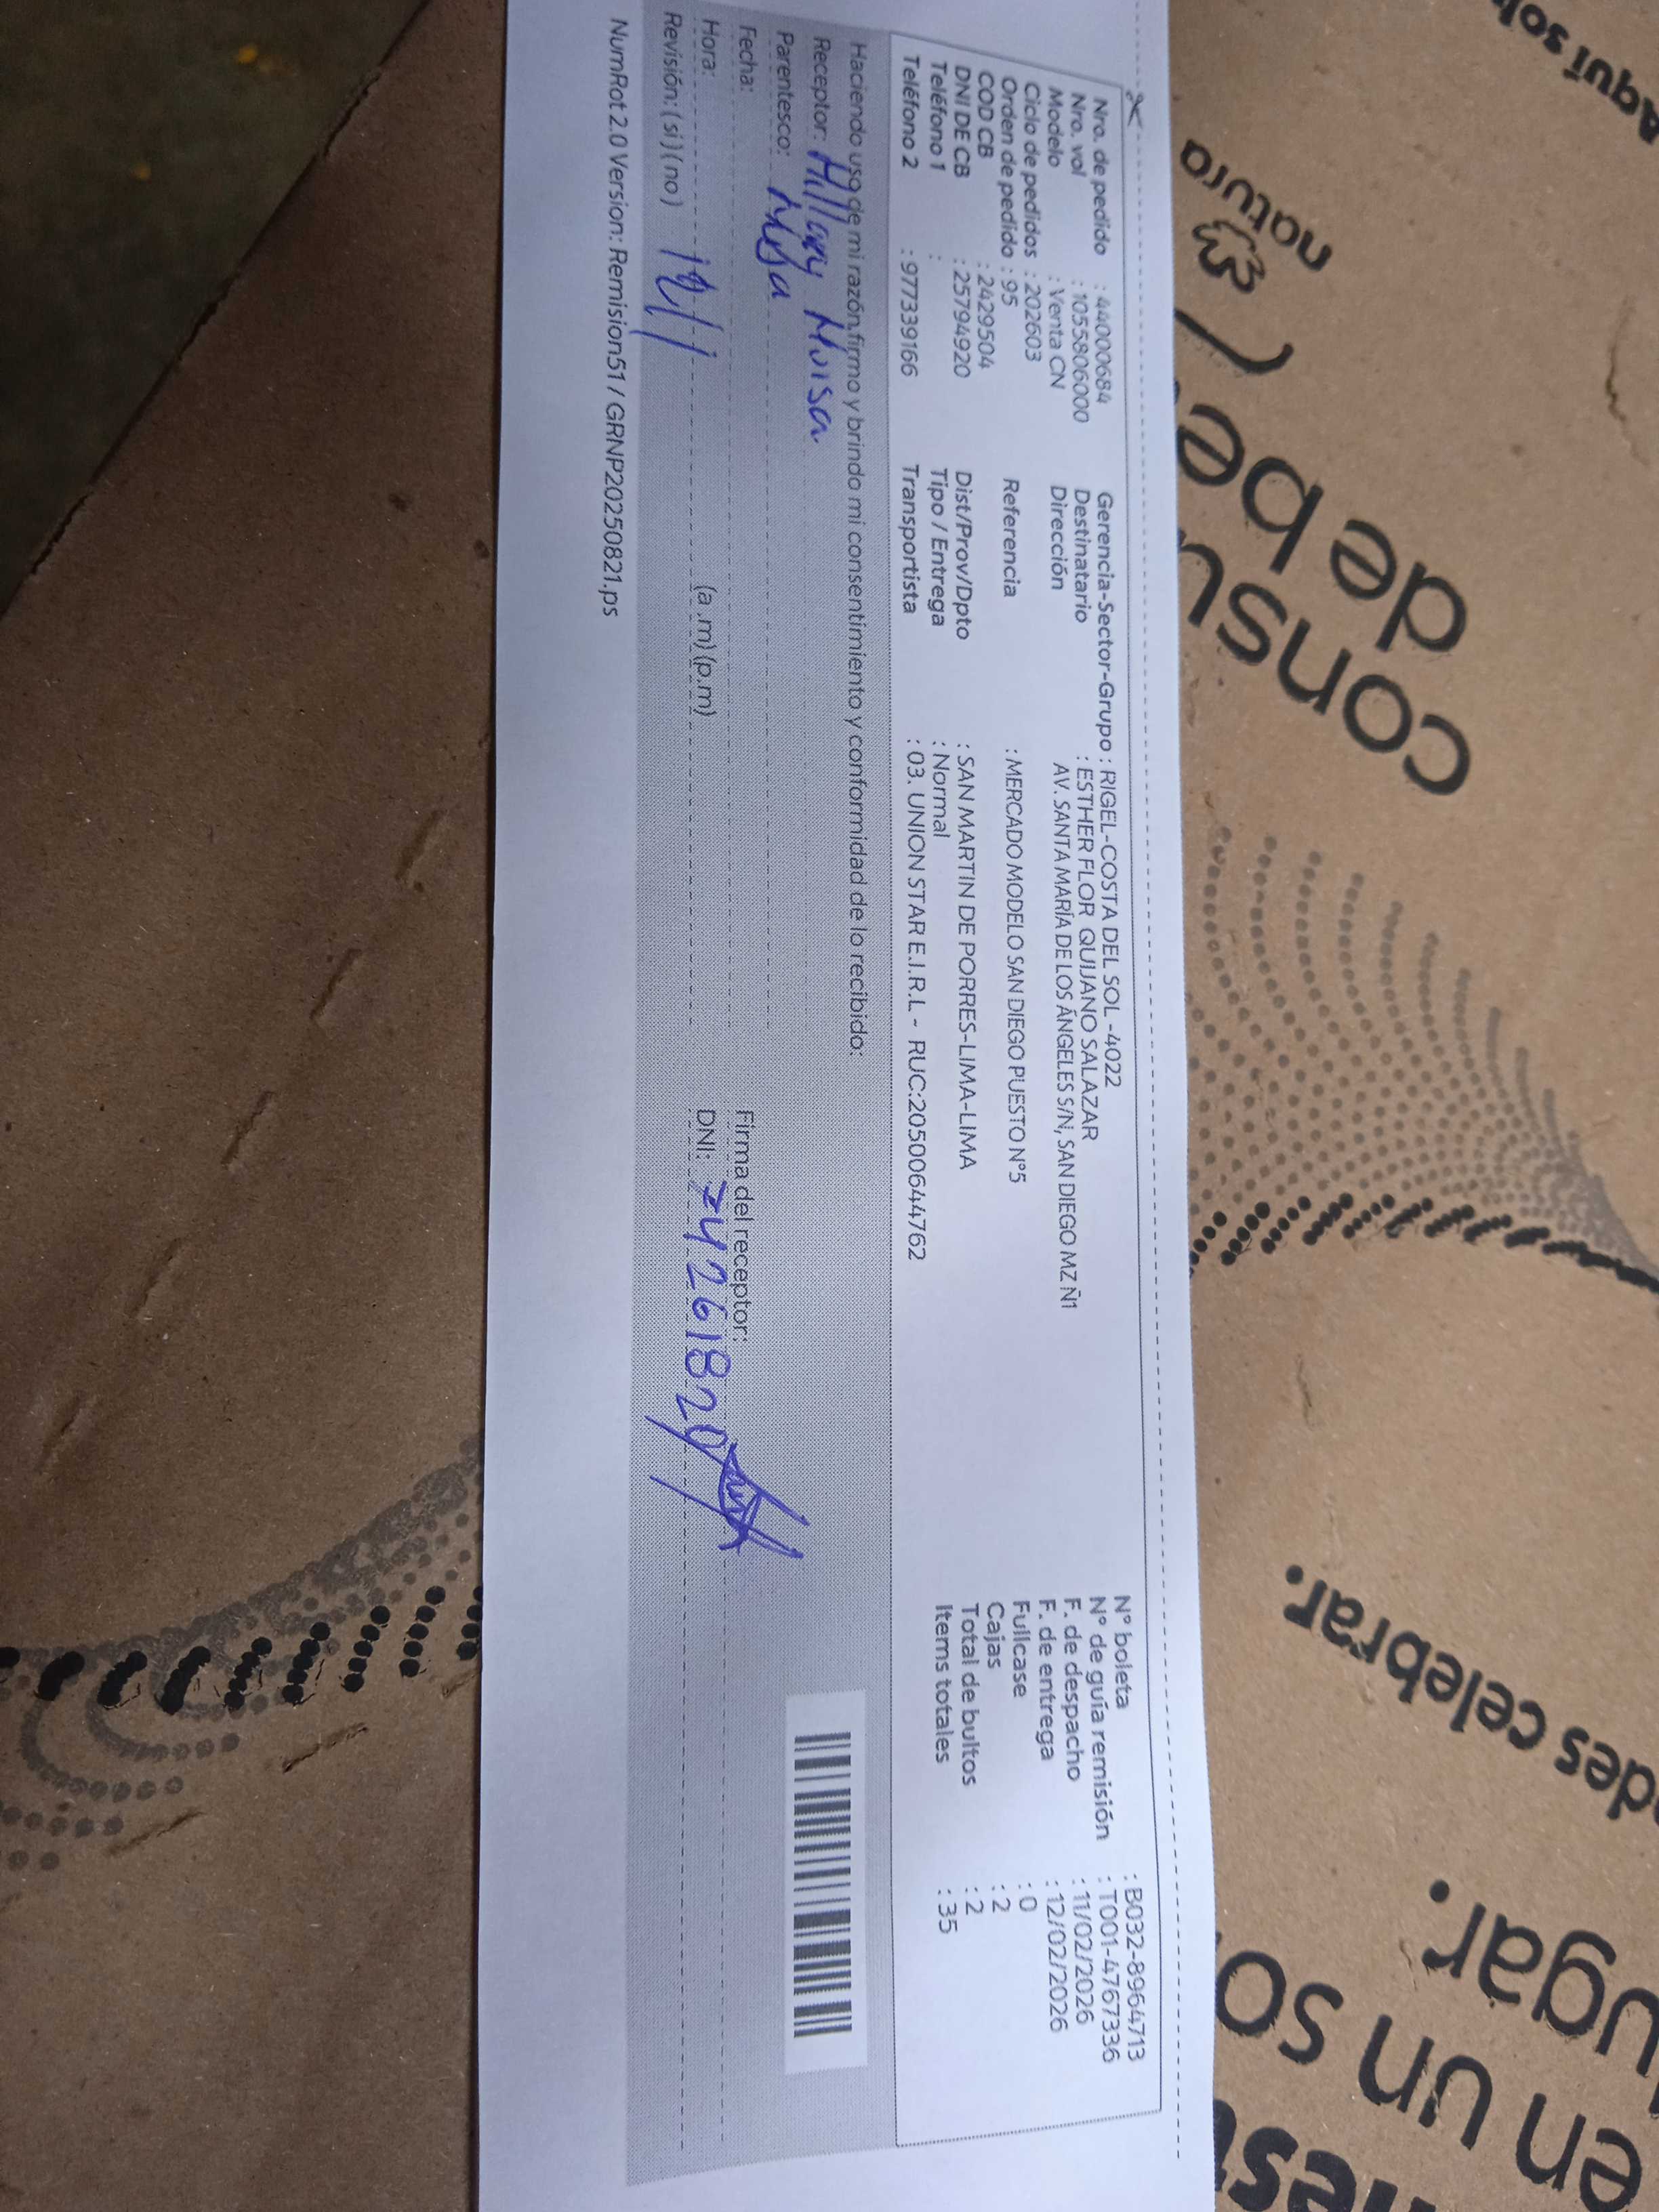 Nro. de pedido : 44000684
Nro. vol : 1055806000
Modelo : Venta CN
Ciclo de pedidos : 202603
Orden de pedido : 95
COD CB : 2429504
DNI DE CB : 25794920
Teléfono 1 :
Teléfono 2 : 977339166
Gerencia-Sector-Grupo : RIGEL-COSTA DEL SOL -4022
Destinatario : ESTHER FLOR QUIJANO SALAZAR
Dirección AV. SANTA MARÍA DE LOS ÁNGELES S/N, SAN DIEGO MZ Ñ1
Referencia : MERCADO MODELO SAN DIEGO PUESTO N°5
Dist/Prov/Dpto : SAN MARTIN DE PORRES-LIMA-LIMA
Tipo / Entrega : Normal
Transportista : 03. UNION STAR E.I.R.L. - RUC:20500644762
N° boleta : B032-8964713
N° de guía remisión : T001-4767336
F. de despacho : 11/02/2026
F. de entrega : 12/02/2026
Fullcase : 0
Cajas : 2
Total de bultos : 2
Items totales : 35
Haciendo uso de mi razón,firmo y brindo mi consentimiento y conformidad de lo recibido:
Receptor: Hillary
Parentesco:
Fecha:
Hora: (a .m) (p.m)
Revisión: ( si ) ( no )
Firma del receptor:
DNI: 74261820
NumRot 2.0 Version: Remision51 / GRNP20250821.ps
Aquí
natura
de be
consu
des celebrar.
en un so
ugar.